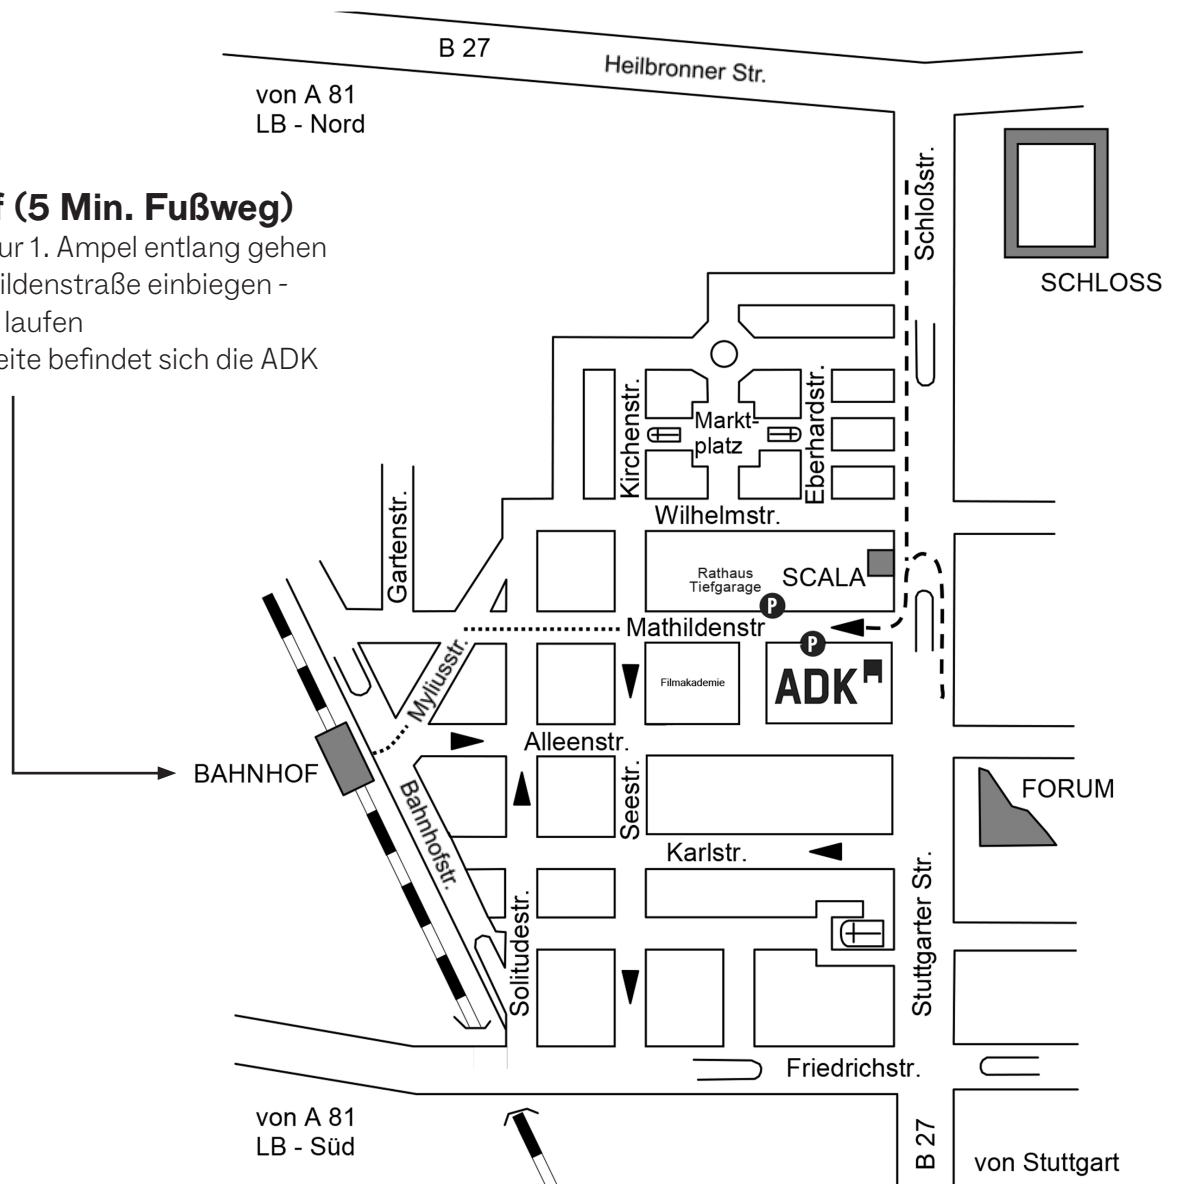 B 27
Heilbronner Str.
von A 81
LB - Nord
f (5 Min. Fußweg)
ur 1. Ampel entlang gehen
ildenstraße einbiegen -
laufen
eite befindet sich die ADK
Schloßstr.
SCHLOSS
Kirchenstr.
Markt-
platz
Eberhardstr.
Wilhelmstr.
Gartenstr.
Rathaus
Tiefgarage
SCALA
P
Mathildenstr
P
Myliusstr.
Filmakademie
ADK
Alleenstr.
BAHNHOF
Bahnhofstr.
Seestr.
FORUM
Karlstr.
Solitudestr.
Stuttgarter Str.
Friedrichstr.
von A 81
LB - Süd
B 27
von Stuttgart